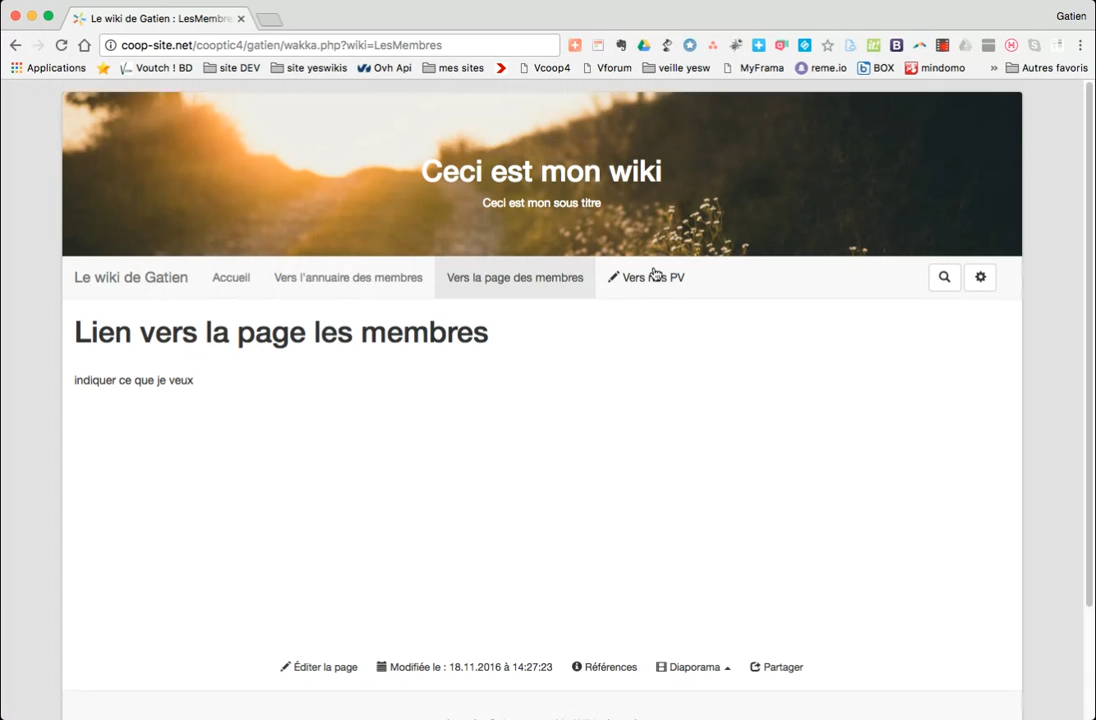 Le wiki de Gatien : LesMembre
Gatien
coop-site.net/cooptic4/gatien/wakka.php?wiki=LesMembres
Applications
Voutch ! BD
site DEV
site yeswikis
Ovh Api
mes sites
Vcoop4
Vforum
veille yesw
MyFrama
reme.io
BOX
mindomo
»
Autres favoris
Ceci est mon wiki
Ceci est mon sous titre
Le wiki de Gatien
Accueil
Vers l'annuaire des membres
Vers la page des membres
Vers PV
Lien vers la page les membres
indiquer ce que je veux
Éditer la page
Modifiée le : 18.11.2016 à 14:27:23
Références
Diaporama
Partager